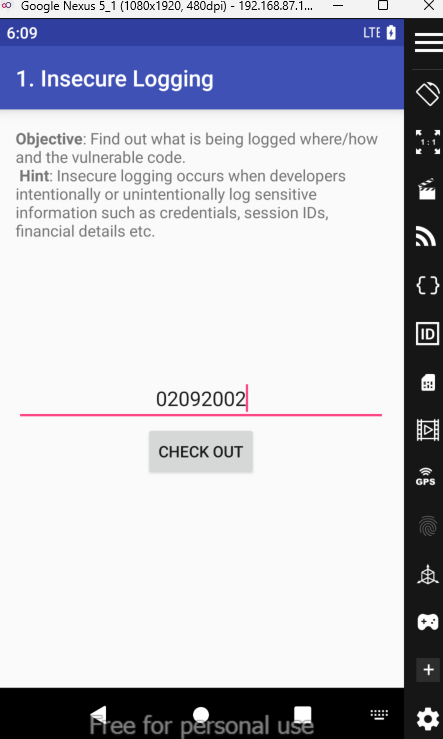 Google Nexus 5_1 (1080x1920, 480dpi) - 192.168.87.1...
6:09
LTE
1. Insecure Logging
Objective: Find out what is being logged where/how
and the vulnerable code.
Hint: Insecure logging occurs when developers
intentionally or unintentionally log sensitive
information such as credentials, session IDs,
financial details etc.
02092002
CHECK OUT
Free for personal use
1:1
{}
ID
GPS